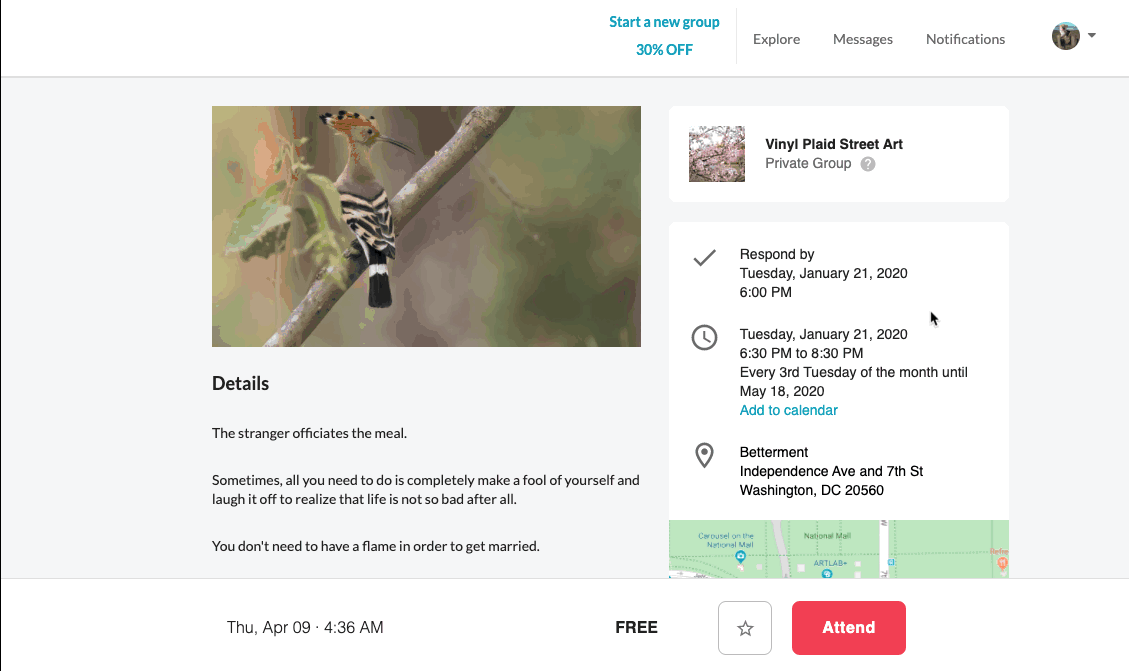 Start a new group
30% OFF
Explore
Messages
Notifications
Vinyl Plaid Street Art
Private Group ?
Respond by
Tuesday, January 21, 2020
6:00 PM
Tuesday, January 21, 2020
6:30 PM to 8:30 PM
Every 3rd Tuesday of the month until
May 18, 2020
Add to calendar
Betterment
Independence Ave and 7th St
Washington, DC 20560
Carousel on the
National Mall
National Mall
ARTLAB+
Details
The stranger officiates the meal.
Sometimes, all you need to do is completely make a fool of yourself and
laugh it off to realize that life is not so bad after all.
You don't need to have a flame in order to get married.
Thu, Apr 09 · 4:36 AM
FREE
Attend